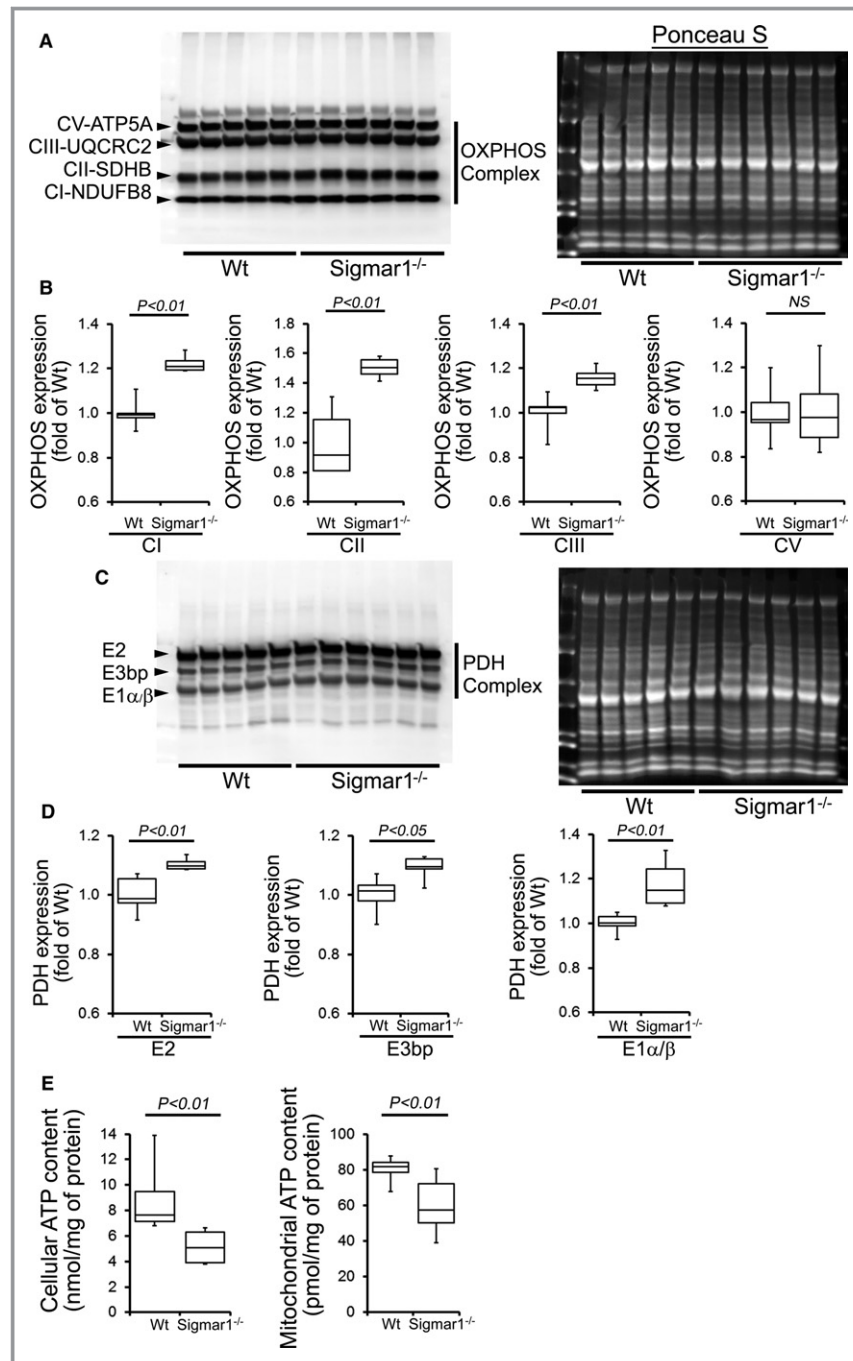 A
Ponceau S
CV-ATP5A
CIII-UQCRC2
CII-SDHB
CI-NDUFB8
OXPHOS
Complex
Wt
Sigmar1-/-
Wt
Sigmar1-/-
B
P<0.01
OXPHOS expression
(fold of Wt)
1.4
1.2
1.0
0.8
0.6
Wt Sigmar1-/-
CI
P<0.01
OXPHOS expression
(fold of Wt)
1.8
1.6
1.4
1.2
1.0
0.8
0.6
Wt Sigmar1-/-
CII
P<0.01
OXPHOS expression
(fold of Wt)
1.4
1.2
1.0
0.8
0.6
Wt Sigmar1-/-
CIII
NS
OXPHOS expression
(fold of Wt)
1.4
1.2
1.0
0.8
0.6
Wt Sigmar1-/-
CV
C
E2
E3bp
E1α/β
PDH
Complex
Wt
Sigmar1-/-
Wt
Sigmar1-/-
D
P<0.01
PDH expression
(fold of Wt)
1.2
1.0
0.8
0.6
Wt Sigmar1-/-
E2
P<0.05
PDH expression
(fold of Wt)
1.2
1.0
0.8
0.6
Wt Sigmar1-/-
E3bp
P<0.01
PDH expression
(fold of Wt)
1.4
1.2
1.0
0.8
0.6
Wt Sigmar1-/-
E1α/β
E
P<0.01
Cellular ATP content
(nmol/mg of protein)
14
12
10
8
6
4
2
0
Wt Sigmar1-/-
P<0.01
Mitochondrial ATP content
(pmol/mg of protein)
100
80
60
40
20
0
Wt Sigmar1-/-